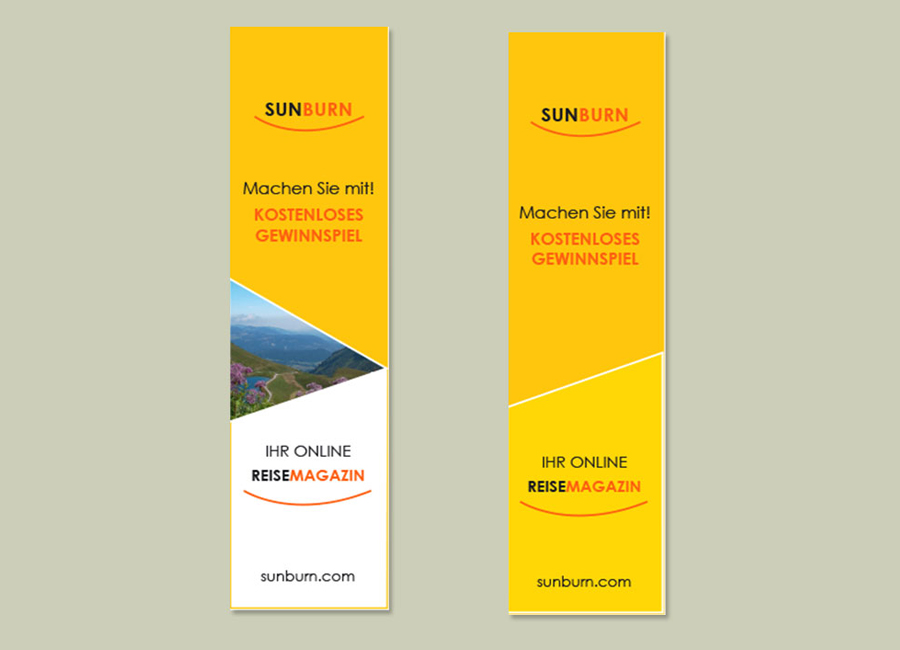 SUNBURN
Machen Sie mit!
KOSTENLOSES
GEWINNSPIEL
IHR ONLINE
REISEMAGAZIN
sunburn.com
SUNBURN
Machen Sie mit!
KOSTENLOSES
GEWINNSPIEL
IHR ONLINE
REISEMAGAZIN
sunburn.com